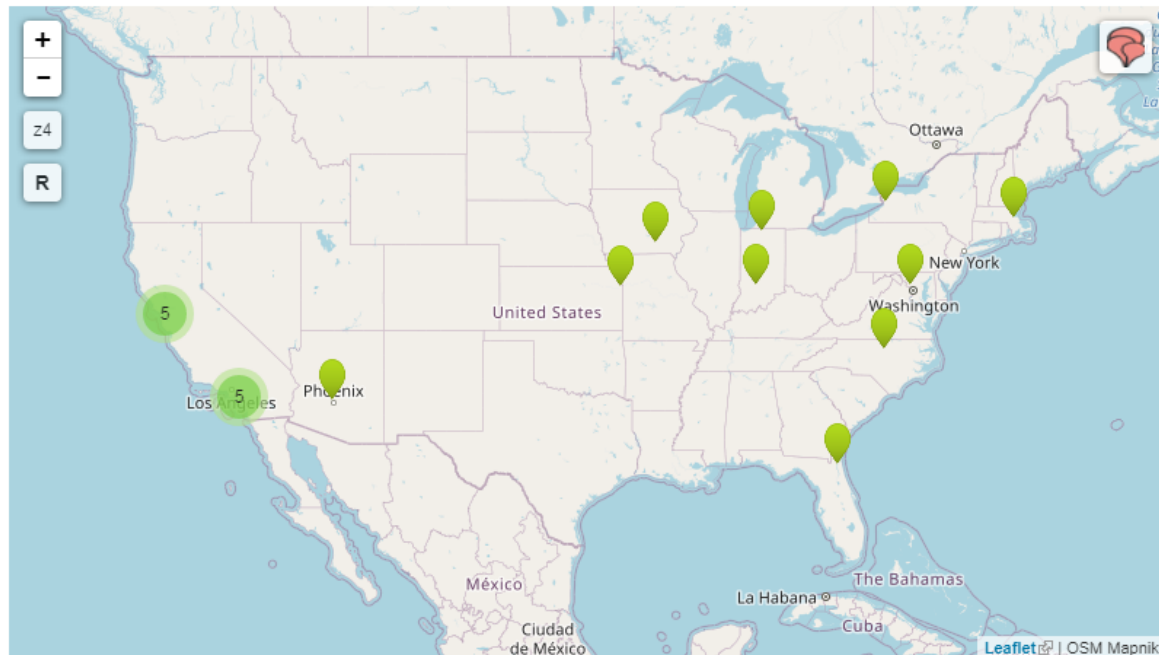 +
−
z4
R
Ottawa
New York
Washington
United States
5
5
Los Angeles
Phoenix
The Bahamas
México
La Habana
Cuba
Ciudad
de México
Leaflet | OSM Mapnik